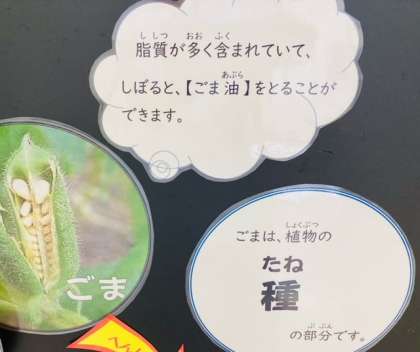 脂質が多く含まれていて、
しぼると、【ごま油】をとることが
できます。
ごま
ごまは、植物の
種
の部分です。